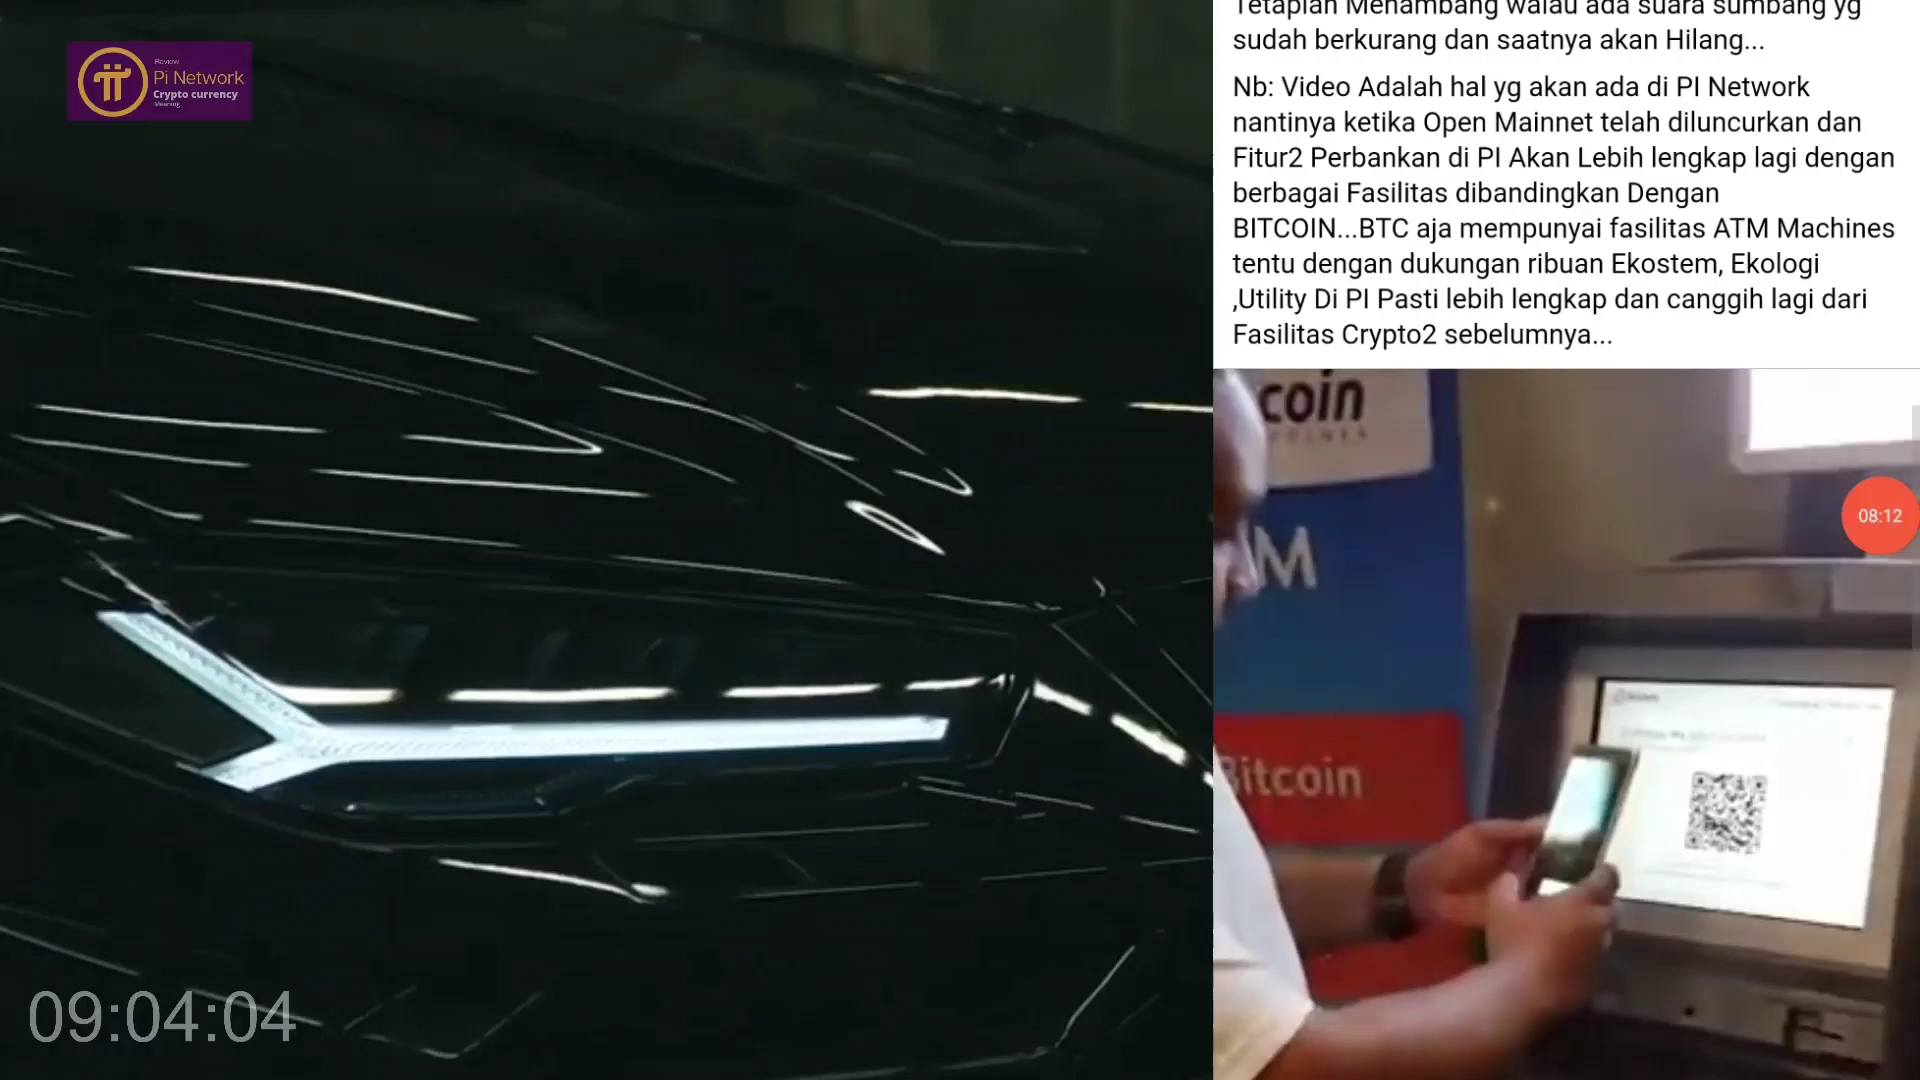 Review
Pi Network
Crypto currency
Meaning
Tetaplah Menambang walau ada suara sumbang yg
sudah berkurang dan saatnya akan Hilang...
Nb: Video Adalah hal yg akan ada di PI Network
nantinya ketika Open Mainnet telah diluncurkan dan
Fitur2 Perbankan di PI Akan Lebih lengkap lagi dengan
berbagai Fasilitas dibandingkan Dengan
BITCOIN...BTC aja mempunyai fasilitas ATM Machines
tentu dengan dukungan ribuan Ekostem, Ekologi
,Utility Di PI Pasti lebih lengkap dan canggih lagi dari
Fasilitas Crypto2 sebelumnya...
coin
08:12
M
Bitcoin
09:04:04